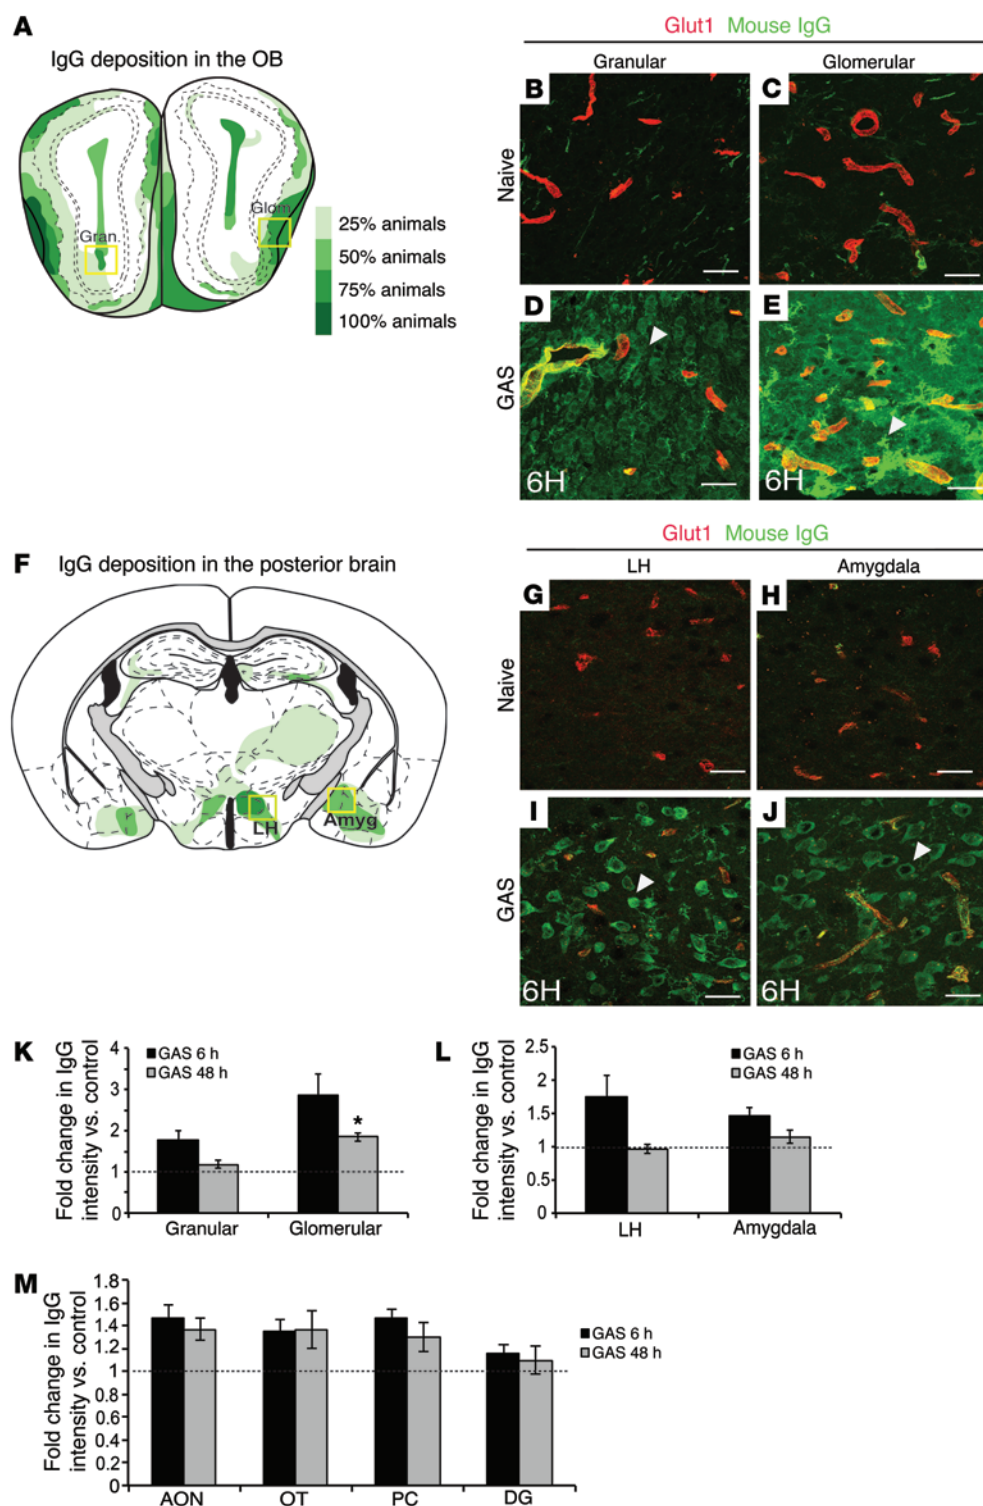 A
IgG deposition in the OB
Gran.
Glom.
25% animals
50% animals
75% animals
100% animals
Glut1 Mouse IgG
Granular Glomerular
Naive
B C
GAS
D E
6H
F
IgG deposition in the posterior brain
LH
Amyg
Glut1 Mouse IgG
LH Amygdala
Naive
G H
GAS
I J
6H 6H
K
Fold change in IgG
intensity vs. control
4
3
2
1
0
GAS 6 h
GAS 48 h
*
Granular Glomerular
L
Fold change in IgG
intensity vs. control
2.5
2
1.5
1
0.5
0
GAS 6 h
GAS 48 h
LH Amygdala
M
Fold change in IgG
intensity vs. control
1.8
1.6
1.4
1.2
1
0.8
0.6
0.4
0.2
0
GAS 6 h
GAS 48 h
AON OT PC DG